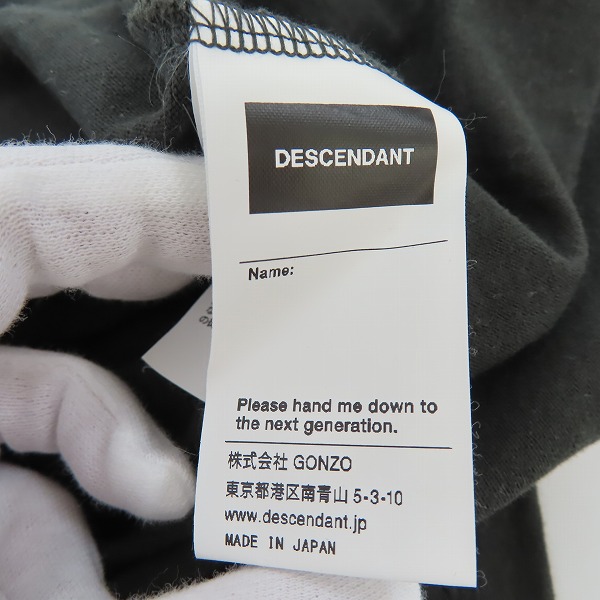 DESCENDANT
Name:
Please hand me down to
the next generation.
株式会社 GONZO
東京都港区南青山 5-3-10
www.descendant.jp
MADE IN JAPAN